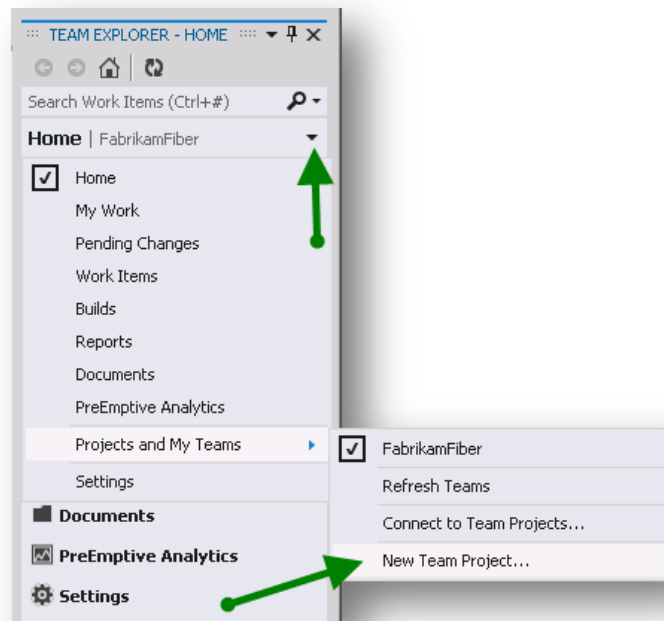 TEAM EXPLORER - HOME
Search Work Items (Ctrl+#)
Home | FabrikamFiber
Home
My Work
Pending Changes
Work Items
Builds
Reports
Documents
PreEmptive Analytics
Projects and My Teams
FabrikamFiber
Settings
Refresh Teams
Documents
Connect to Team Projects...
PreEmptive Analytics
New Team Project...
Settings